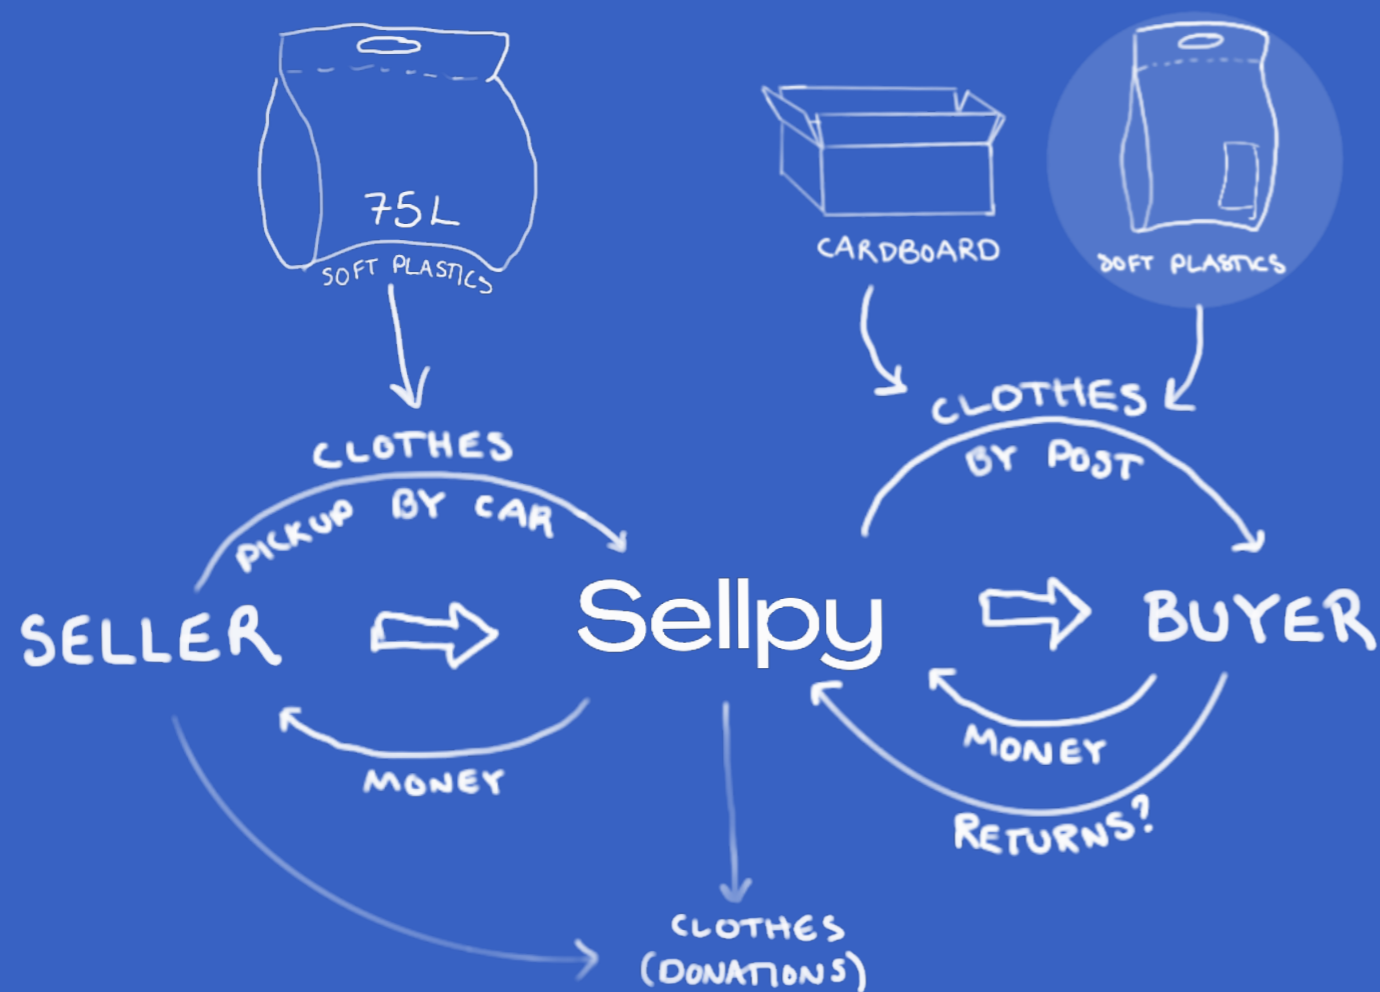 75L
SOFT PLASTICS
CARDBOARD
SOFT PLASTICS
CLOTHES
PICKUP BY CAR
CLOTHES
BY POST
SELLER
Sellpy
BUYER
MONEY
MONEY
RETURNS?
CLOTHES
(DONATIONS)